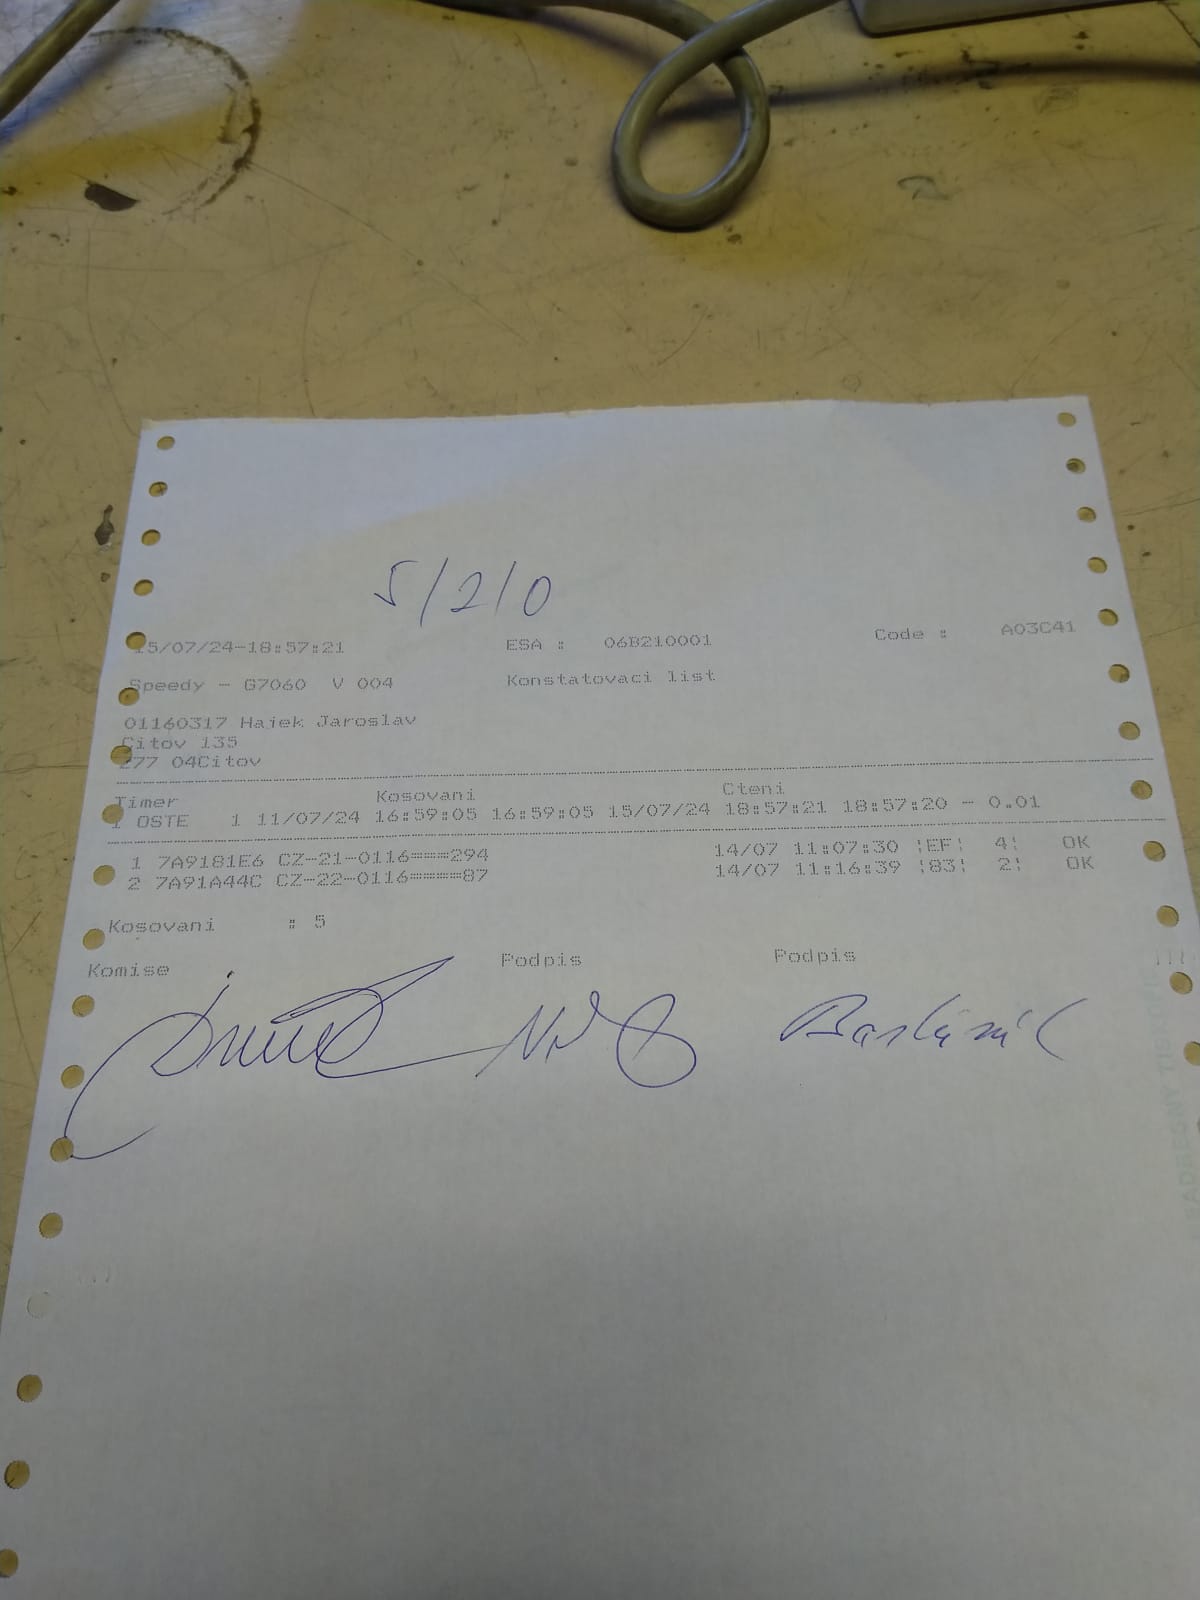 5/2/0
15/07/24-18:57:21 ESA : 06B210001 Code : A03C41
Speedy - G7060 V 004 Konstatovaci list
01160317 Hajek Jaroslav
Citov 135
277 04Citov
Timer Kosovani Cteni
1 OSTE 1 11/07/24 16:59:05 16:59:05 15/07/24 18:57:21 18:57:20 - 0.01
1 7A9181E6 CZ-21-0116===294 14/07 11:07:30 ¦EF¦ 4¦ OK
2 7A91A44C CZ-22-0116====87 14/07 11:16:39 ¦83¦ 2¦ OK
Kosovani : 5
Komise Podpis Podpis